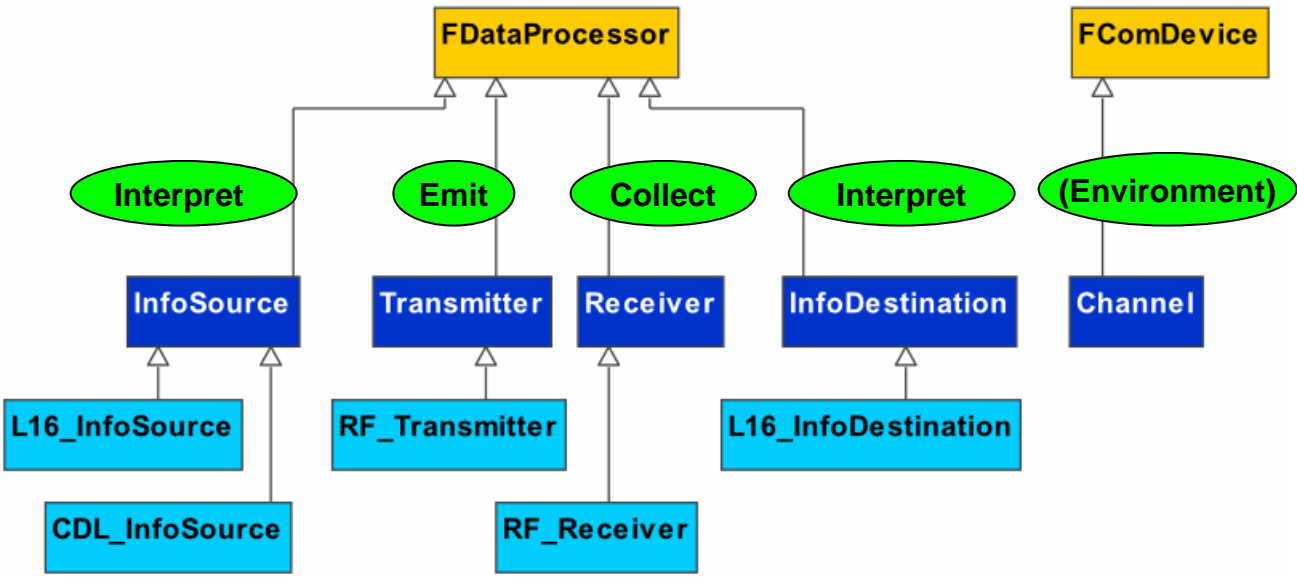 FDataProcessor
FComDevice
Interpret
Emit
Collect
Interpret
(Environment)
InfoSource
Transmitter
Receiver
InfoDestination
Channel
L16_InfoSource
RF_Transmitter
L16_InfoDestination
CDL_InfoSource
RF_Receiver